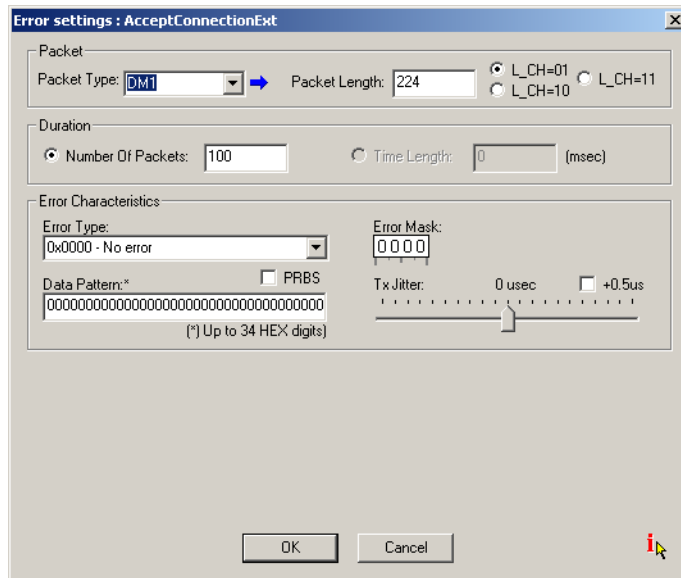 Error settings : AcceptConnectionExt
Packet
Packet Type: DM1 Packet Length: 224 L_CH=01 L_CH=10 L_CH=11
Duration
Number Of Packets: 100 Time Length: 0 (msec)
Error Characteristics
Error Type: Error Mask:
0x0000 - No error 0000
Data Pattern:* PRBS Tx Jitter: 0 usec +0.5us
0000000000000000000000000000000000
(*) Up to 34 HEX digits)
OK Cancel